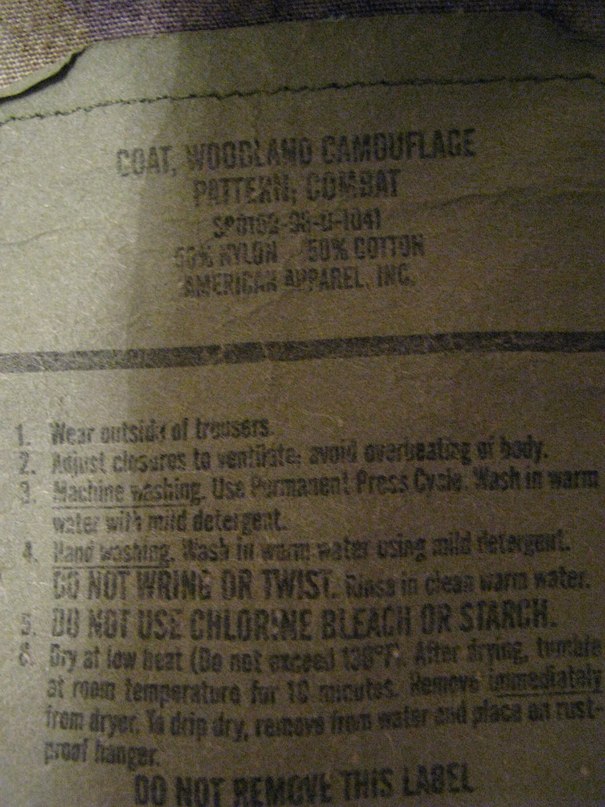 COAT, WOODLAND CAMOUFLAGE
PATTERN; COMBAT
50% NYLON 50% COTTON
AMERICAN APPAREL, INC.
1. Wear outside of trousers.
2. Adjust closures to ventilate; avoid overheating of body.
3. Machine washing. Use Permanent Press Cycle. Wash in warm
water with mild detergent.
4. Hand washing. Wash in warm water using mild detergent.
DO NOT WRING OR TWIST. Rinse in clean warm water.
5. DO NOT USE CHLORINE BLEACH OR STARCH.
6. Dry at low heat (Do not exceed 130°F). After drying, tumble
at room temperature for 10 minutes. Remove immediately
from dryer. To drip dry, remove from water and place on rust-
proof hanger.
DO NOT REMOVE THIS LABEL